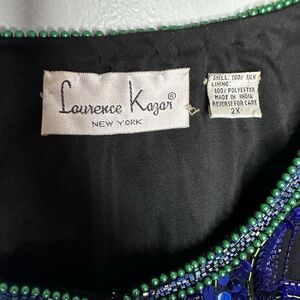 Laurence Kazar®
NEW YORK
SHELL: 100% SILK
LINING:
100% POLYESTER
MADE IN INDIA
REVERSE FOR CARE
2X